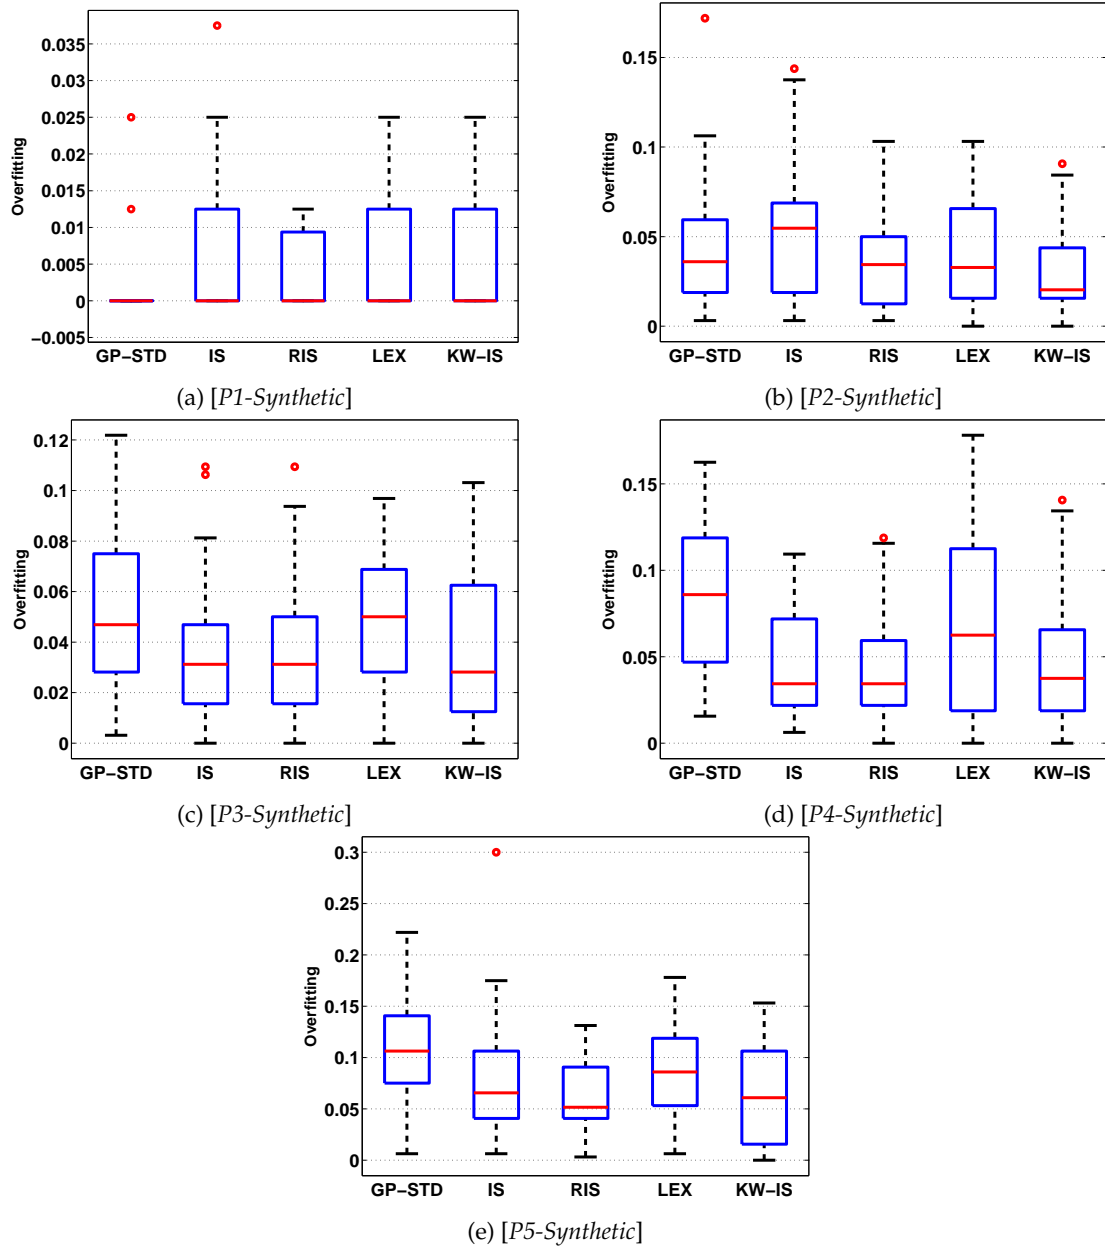 0.035
0.03
0.025
0.02
0.015
0.01
0.005
0
−0.005
Overfitting
GP−STD IS RIS LEX KW−IS
(a) [P1-Synthetic]
0.15
0.1
0.05
0
Overfitting
GP−STD IS RIS LEX KW−IS
(b) [P2-Synthetic]
0.12
0.1
0.08
0.06
0.04
0.02
0
Overfitting
GP−STD IS RIS LEX KW−IS
(c) [P3-Synthetic]
0.15
0.1
0.05
0
Overfitting
GP−STD IS RIS LEX KW−IS
(d) [P4-Synthetic]
0.3
0.25
0.2
0.15
0.1
0.05
0
Overfitting
GP−STD IS RIS LEX KW−IS
(e) [P5-Synthetic]